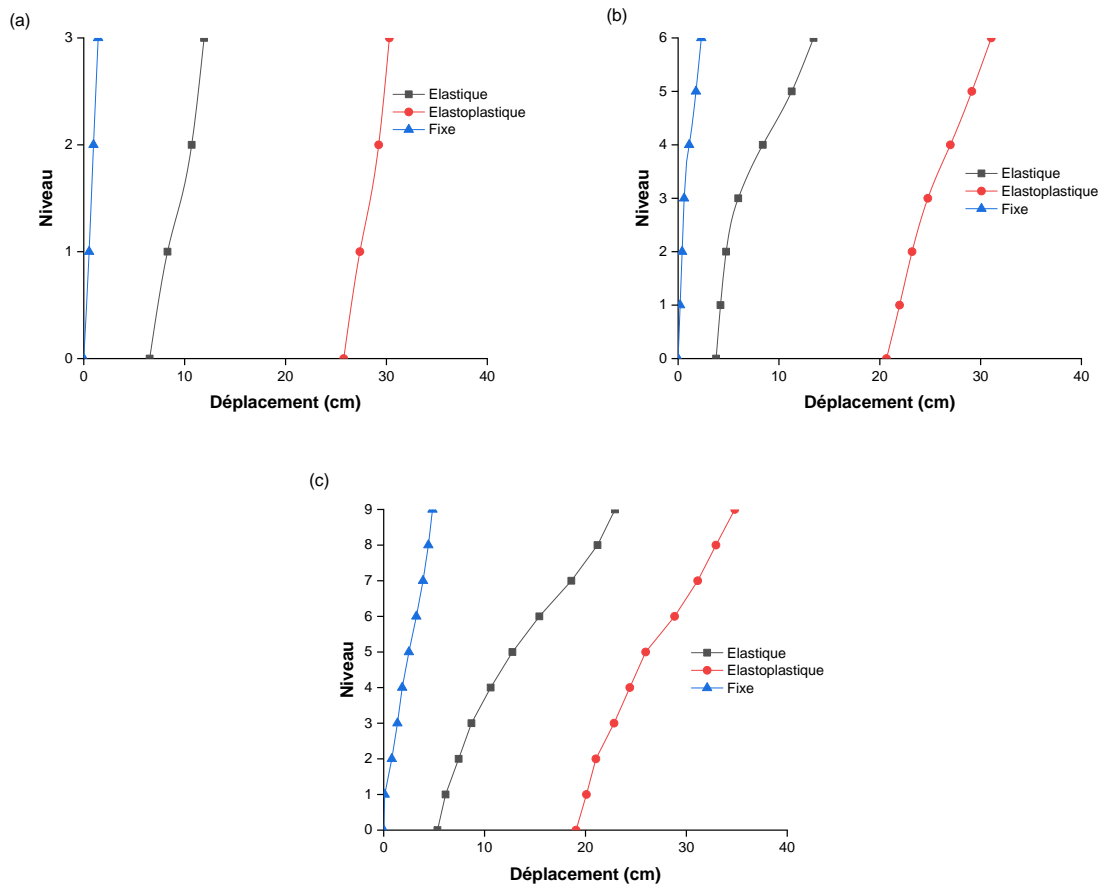 (a)
3
2
1
0
Niveau
0 10 20 30 40
Déplacement (cm)
Elastique
Elastoplastique
Fixe
(b)
6
5
4
3
2
1
0
Niveau
0 10 20 30 40
Déplacement (cm)
Elastique
Elastoplastique
Fixe
(c)
9
8
7
6
5
4
3
2
1
0
Niveau
0 10 20 30 40
Déplacement (cm)
Elastique
Elastoplastique
Fixe